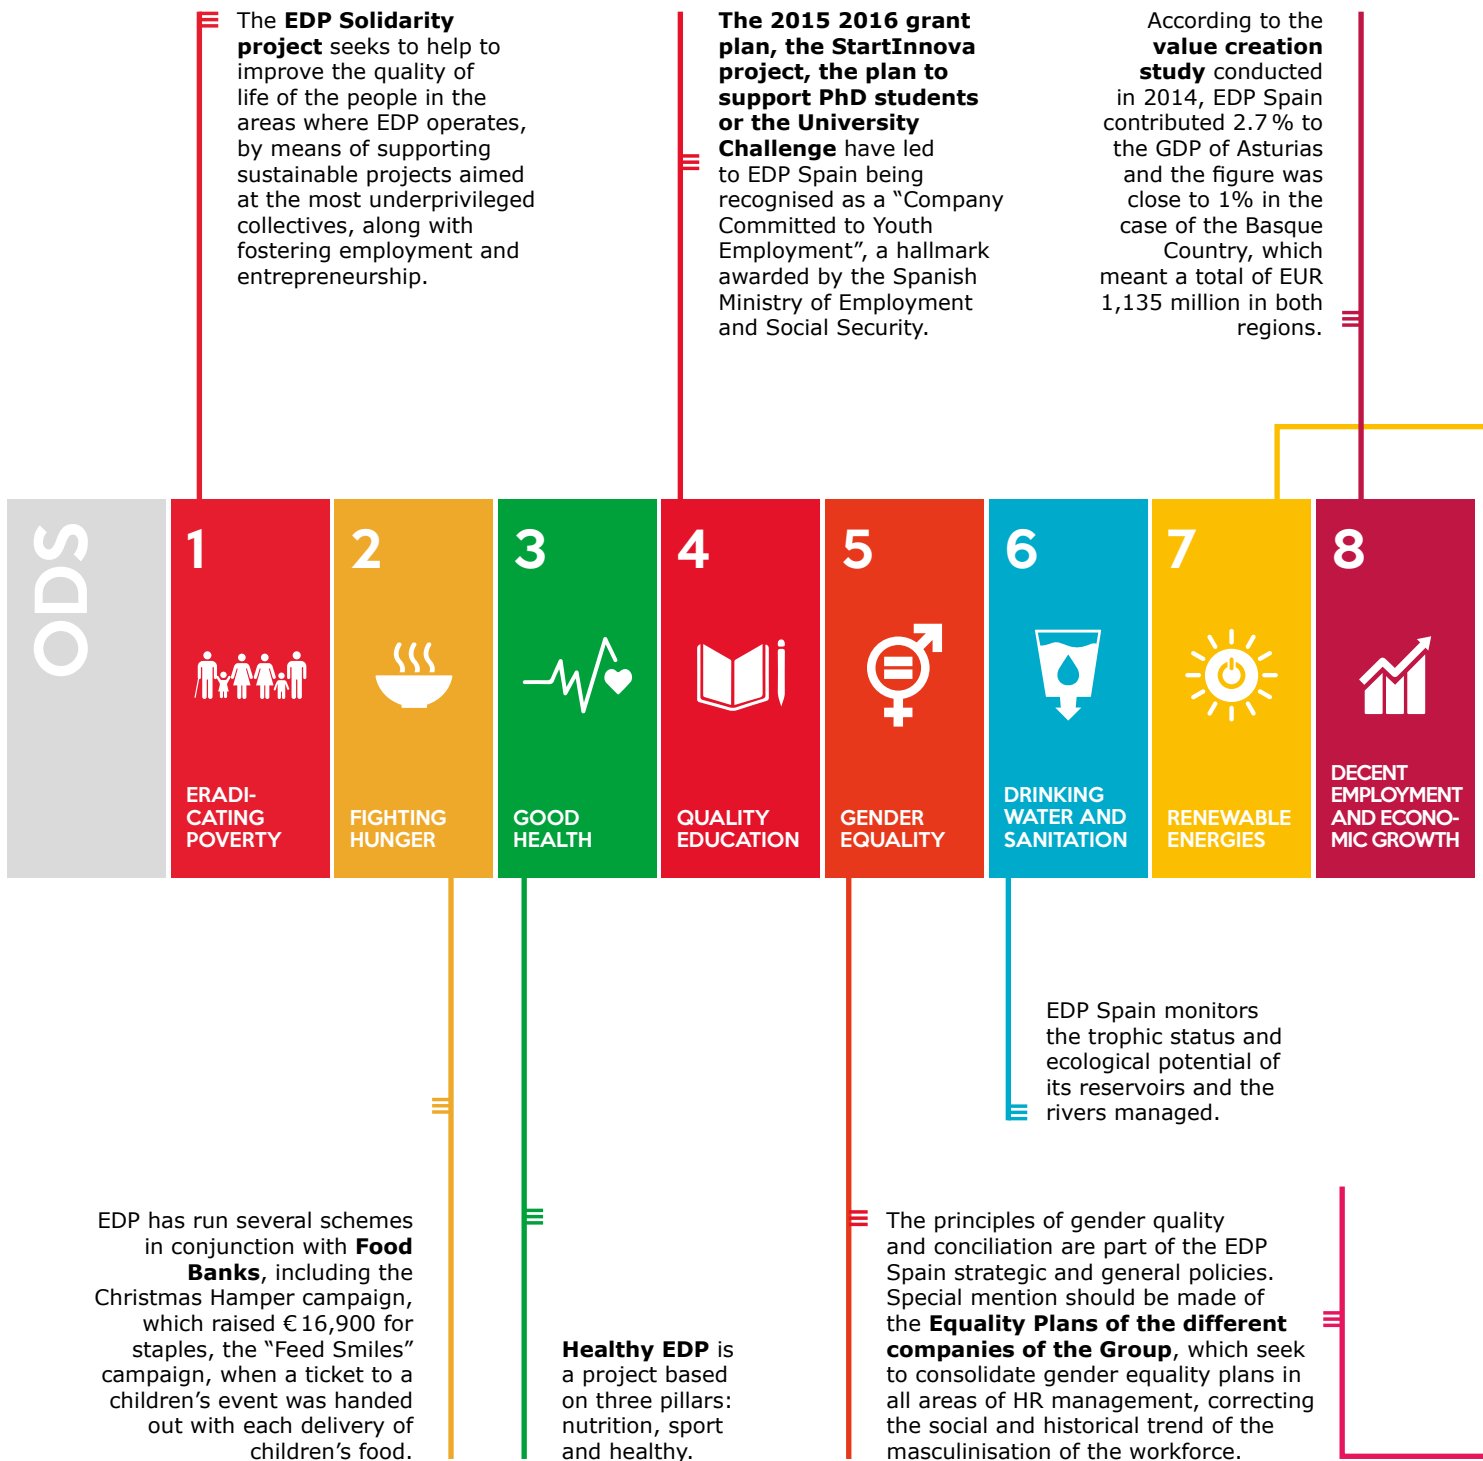 The EDP Solidarity
project seeks to help to
improve the quality of
life of the people in the
areas where EDP operates,
by means of supporting
sustainable projects aimed
at the most underprivileged
collectives, along with
fostering employment and
entrepreneurship.
The 2015 2016 grant
plan, the StartInnova
project, the plan to
support PhD students
or the University
Challenge have led
to EDP Spain being
recognised as a “Company
Committed to Youth
Employment”, a hallmark
awarded by the Spanish
Ministry of Employment
and Social Security.
According to the
value creation
study conducted
in 2014, EDP Spain
contributed 2.7 % to
the GDP of Asturias
and the figure was
close to 1% in the
case of the Basque
Country, which
meant a total of EUR
1,135 million in both
regions.
ODS
1
ERADI-
CATING
POVERTY
2
FIGHTING
HUNGER
3
GOOD
HEALTH
4
QUALITY
EDUCATION
5
GENDER
EQUALITY
6
DRINKING
WATER AND
SANITATION
7
RENEWABLE
ENERGIES
8
DECENT
EMPLOYMENT
AND ECONO-
MIC GROWTH
EDP Spain monitors
the trophic status and
ecological potential of
its reservoirs and the
rivers managed.
EDP has run several schemes
in conjunction with Food
Banks, including the
Christmas Hamper campaign,
which raised € 16,900 for
staples, the “Feed Smiles”
campaign, when a ticket to a
children’s event was handed
out with each delivery of
children’s food.
Healthy EDP is
a project based
on three pillars:
nutrition, sport
and healthy.
The principles of gender quality
and conciliation are part of the EDP
Spain strategic and general policies.
Special mention should be made of
the Equality Plans of the different
companies of the Group, which seek
to consolidate gender equality plans in
all areas of HR management, correcting
the social and historical trend of the
masculinisation of the workforce.